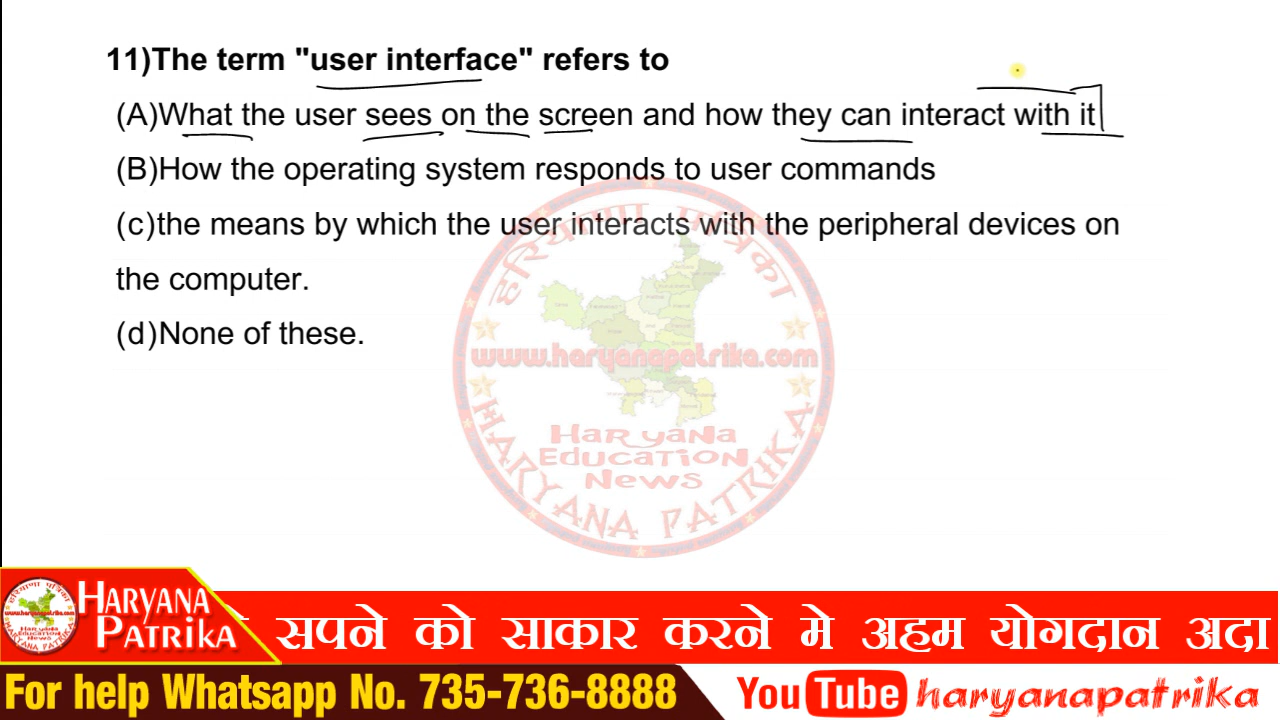 11)The term "user interface" refers to
(A)What the user sees on the screen and how they can interact with it
(B)How the operating system responds to user commands
(c)the means by which the user interacts with the peripheral devices on
the computer.
(d)None of these.
हरियाणा पत्रिका
www.haryanapatrika.com
Haryana
Education
News
HARYANA PATRIKA
HARYANA
PATRIKA
सपने को साकार करने मे अहम योगदान अदा
For help Whatsapp No. 735-736-8888
YouTube haryanapatrika